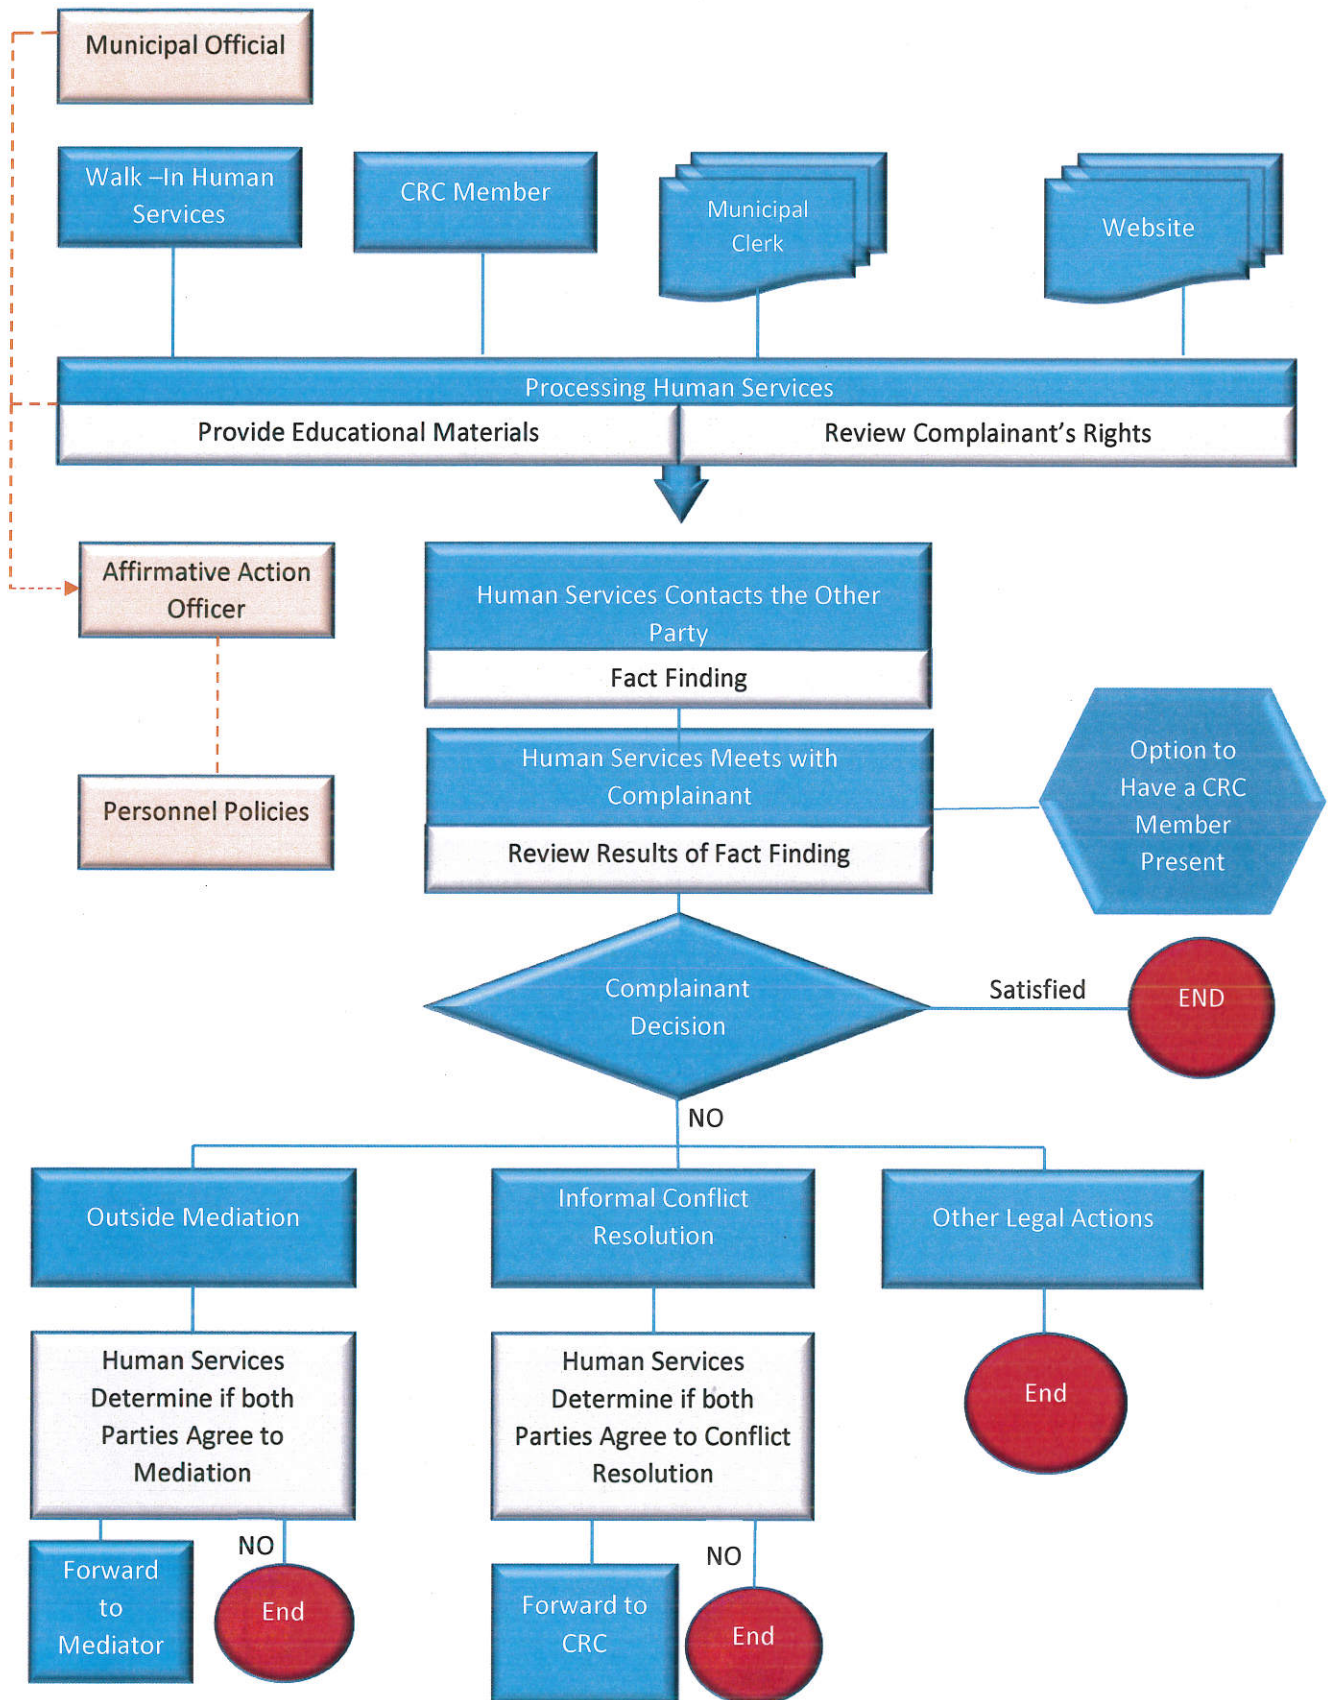 Municipal Official
Walk –In Human
Services
CRC Member
Municipal
Clerk
Website
Processing Human Services
Provide Educational Materials
Review Complainant's Rights
Affirmative Action
Officer
Human Services Contacts the Other
Party
Fact Finding
Personnel Policies
Human Services Meets with
Complainant
Review Results of Fact Finding
Option to
Have a CRC
Member
Present
Complainant
Decision
Satisfied
END
NO
Outside Mediation
Informal Conflict
Resolution
Other Legal Actions
Human Services
Determine if both
Parties Agree to
Mediation
Human Services
Determine if both
Parties Agree to Conflict
Resolution
End
NO
Forward
to
Mediator
End
NO
Forward to
CRC
End